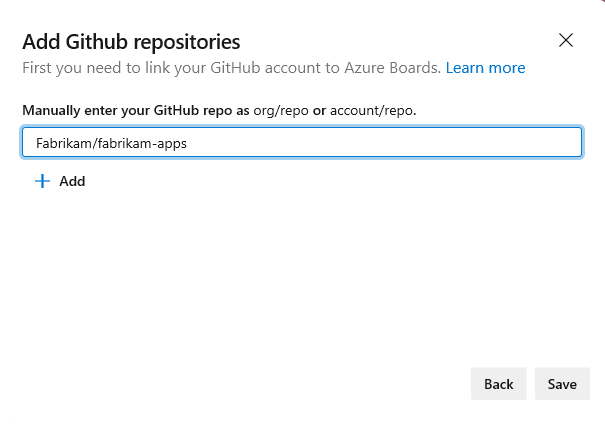 Add Github repositories
First you need to link your GitHub account to Azure Boards. Learn more
Manually enter your GitHub repo as org/repo or account/repo.
Fabrikam/fabrikam-apps
Add
Back Save